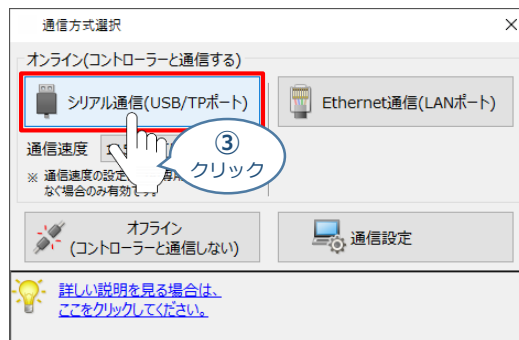 通信方式選択
オンライン(コントローラーと通信する)
シリアル通信(USB/TPポート)
Ethernet通信(LANポート)
通信速度
③
クリック
※ 通信速度の設定
なぐ場合のみ有効です。
オフライン
(コントローラーと通信しない)
通信設定
詳しい説明を見る場合は、
ここをクリックしてください。